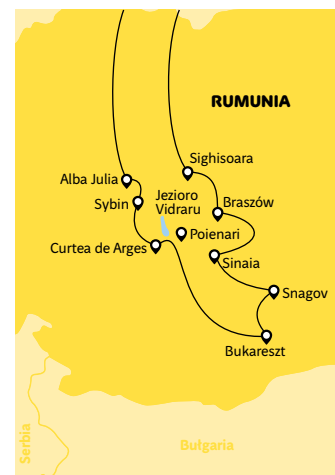 RUMUNIA
Sighisoara
Alba Julia
Jezioro
Vidraru
Sybin
Braszów
Poienari
Curtea de Arges
Sinaia
Snagov
Bukareszt
Serbia
Bułgaria